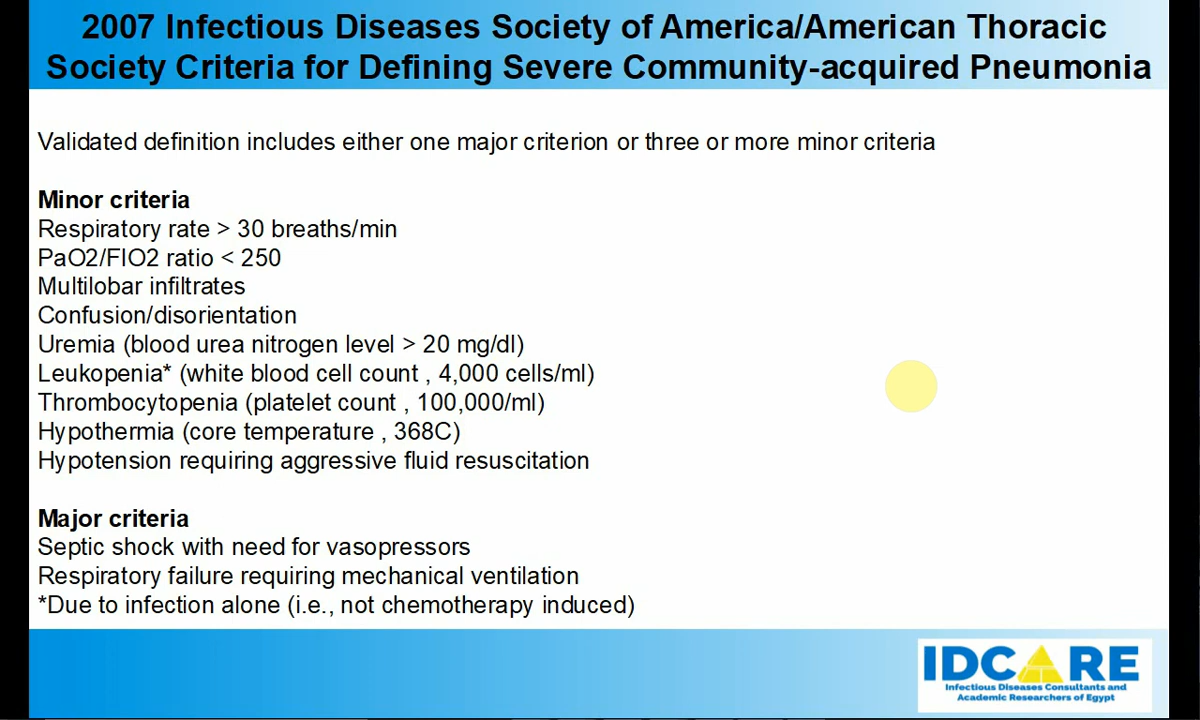 2007 Infectious Diseases Society of America/American Thoracic
Society Criteria for Defining Severe Community-acquired Pneumonia
Validated definition includes either one major criterion or three or more minor criteria
Minor criteria
Respiratory rate > 30 breaths/min
PaO2/FIO2 ratio < 250
Multilobar infiltrates
Confusion/disorientation
Uremia (blood urea nitrogen level > 20 mg/dl)
Leukopenia* (white blood cell count , 4,000 cells/ml)
Thrombocytopenia (platelet count , 100,000/ml)
Hypothermia (core temperature , 368C)
Hypotension requiring aggressive fluid resuscitation
Major criteria
Septic shock with need for vasopressors
Respiratory failure requiring mechanical ventilation
*Due to infection alone (i.e., not chemotherapy induced)
IDCARE
Infectious Diseases Consultants and
Academic Researchers of Egypt